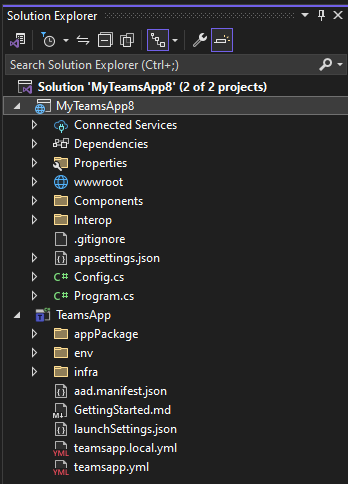 Solution Explorer
Search Solution Explorer (Ctrl+;)
Solution 'MyTeamsApp8' (2 of 2 projects)
MyTeamsApp8
Connected Services
Dependencies
Properties
wwwroot
Components
Interop
.gitignore
appsettings.json
C# Config.cs
C# Program.cs
TeamsApp
appPackage
env
infra
aad.manifest.json
GettingStarted.md
launchSettings.json
YML teamsapp.local.yml
YML teamsapp.yml